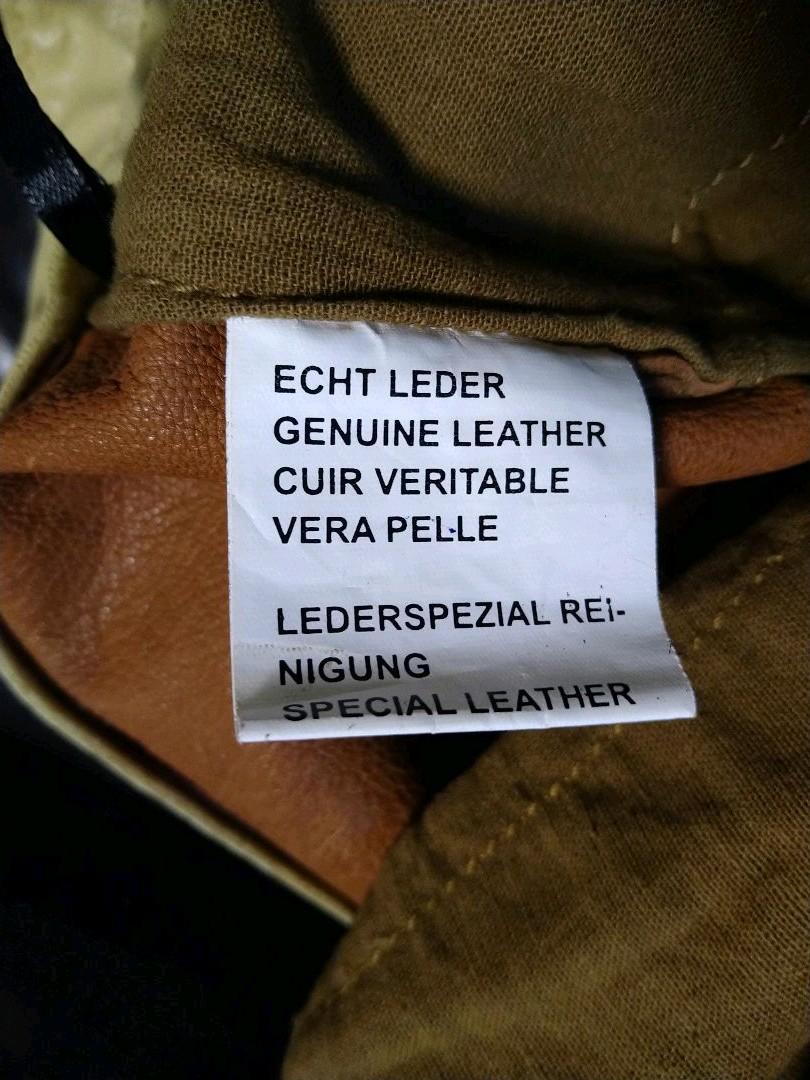 ECHT LEDER
GENUINE LEATHER
CUIR VERITABLE
VERA PELLE
LEDERSPEZIAL REI-
NIGUNG
SPECIAL LEATHER